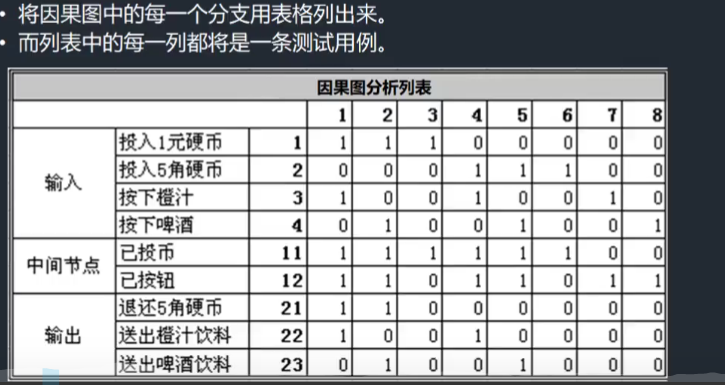 • 将因果图中的每一个分支用表格列出来。
• 而列表中的每一列都将是一条测试用例。
因果图分析列表
1 2 3 4 5 6 7 8
输入
投入1元硬币 1 1 1 1 0 0 0 0 0
投入5角硬币 2 0 0 0 1 1 1 0 0
按下橙汁 3 1 0 0 1 0 0 1 0
按下啤酒 4 0 1 0 0 1 0 0 1
中间节点
已投币 11 1 1 1 1 1 1 0 0
已按钮 12 1 1 0 1 1 0 1 1
输出
退还5角硬币 21 1 1 0 0 0 0 0 0
送出橙汁饮料 22 1 0 0 1 0 0 0 0
送出啤酒饮料 23 0 1 0 0 1 0 0 0